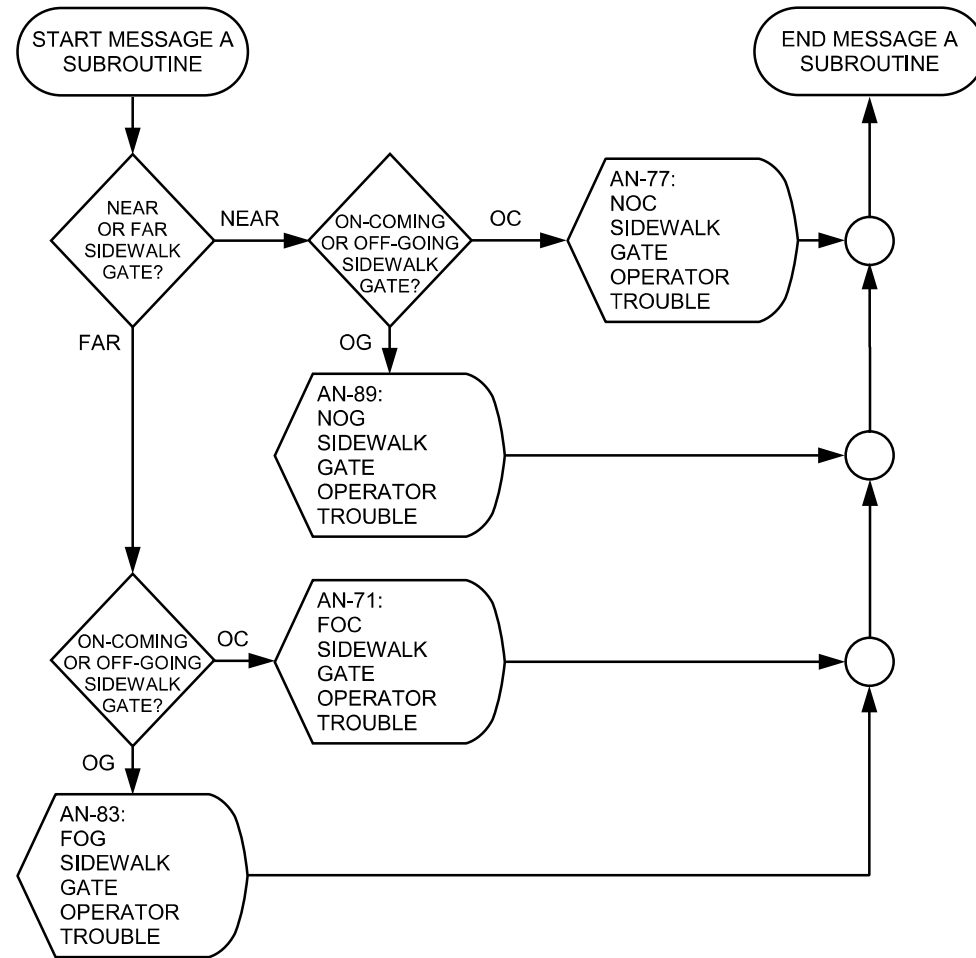 START MESSAGE A
SUBROUTINE
END MESSAGE A
SUBROUTINE
NEAR
OR FAR
SIDEWALK
GATE?
NEAR
ON-COMING
OR OFF-GOING
SIDEWALK
GATE?
OC
AN-77:
NOC
SIDEWALK
GATE
OPERATOR
TROUBLE
FAR
OG
AN-89:
NOG
SIDEWALK
GATE
OPERATOR
TROUBLE
ON-COMING
OR OFF-GOING
SIDEWALK
GATE?
OC
AN-71:
FOC
SIDEWALK
GATE
OPERATOR
TROUBLE
OG
AN-83:
FOG
SIDEWALK
GATE
OPERATOR
TROUBLE